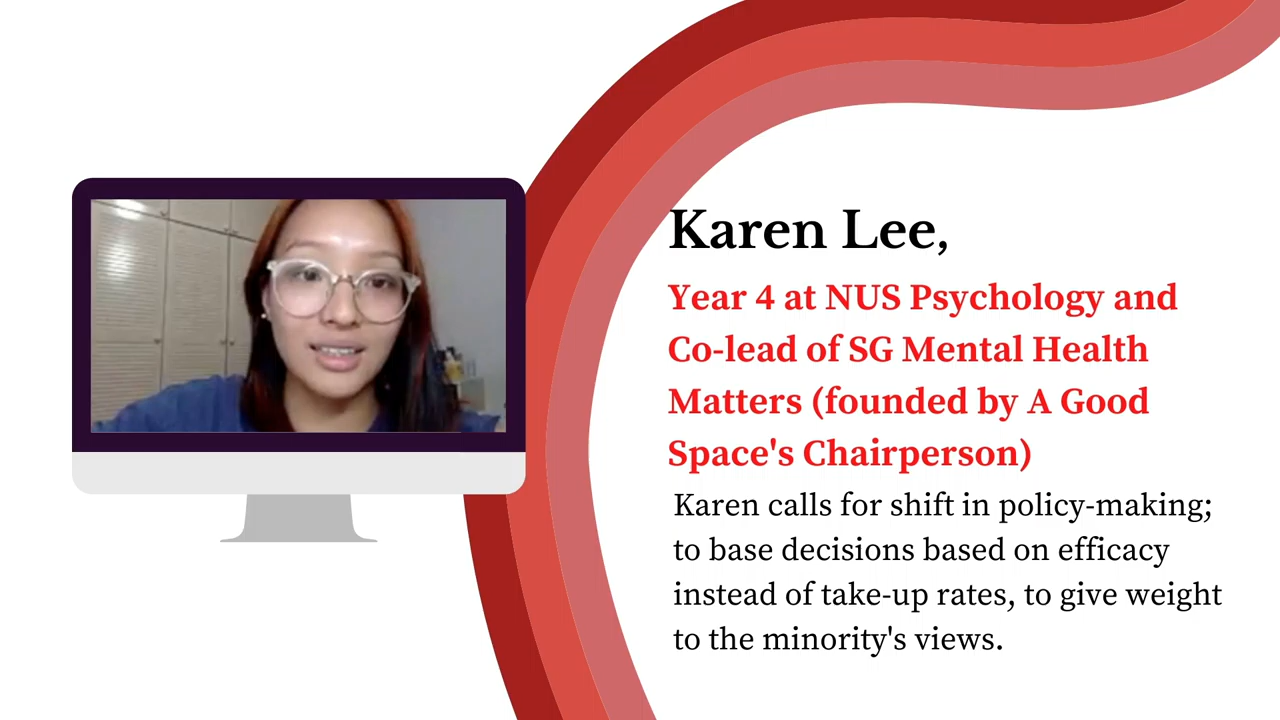 Karen Lee,
Year 4 at NUS Psychology and
Co-lead of SG Mental Health
Matters (founded by A Good
Space's Chairperson)
Karen calls for shift in policy-making;
to base decisions based on efficacy
instead of take-up rates, to give weight
to the minority's views.